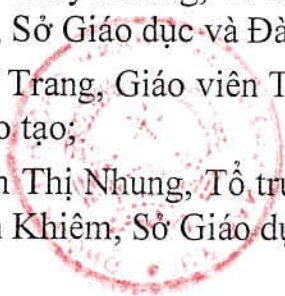 , Sở Giáo dục và Đà
Trang, Giáo viên T
o tạo;
n Thị Nhung, Tổ trư
n Khiêm, Sở Giáo dụ